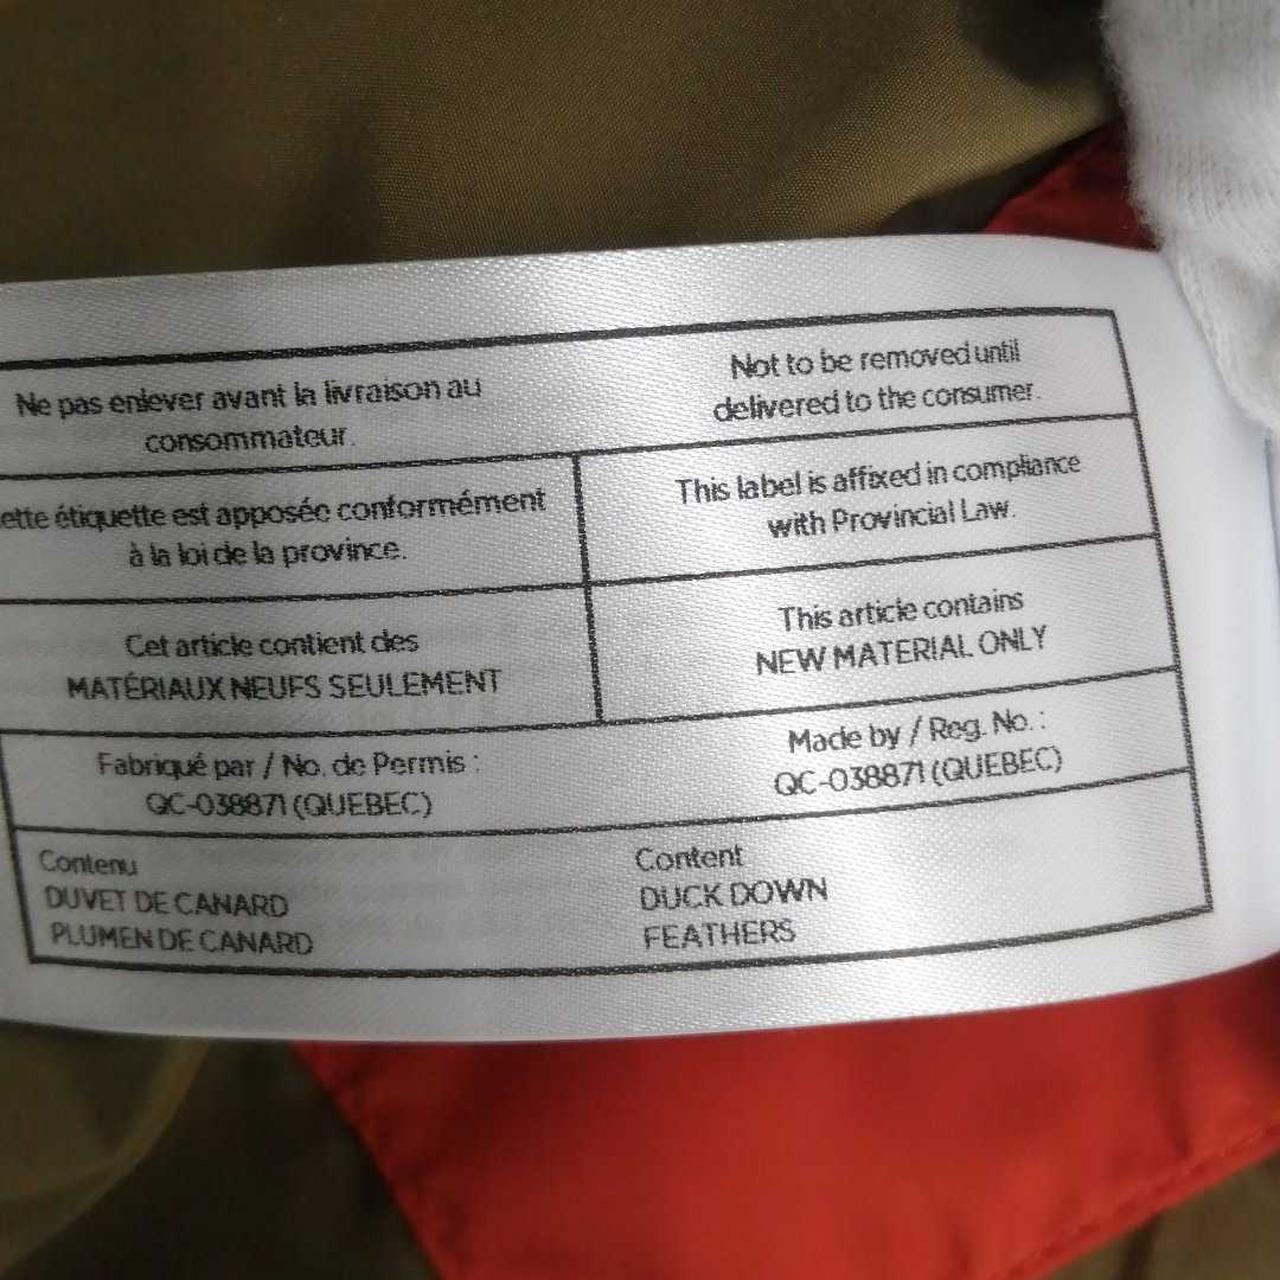 Ne pas enlever avant la livraison au
consommateur.
Not to be removed until
delivered to the consumer.
ette étiquette est apposée conformément
à la loi de la province.
This label is affixed in compliance
with Provincial Law.
Cet article contient des
MATÉRIAUX NEUFS SEULEMENT
This article contains
NEW MATERIAL ONLY
Fabriqué par / No. de Permis :
QC-038871 (QUEBEC)
Made by / Reg. No. :
QC-038871 (QUEBEC)
Contenu
DUVET DE CANARD
PLUMEN DE CANARD
Content
DUCK DOWN
FEATHERS